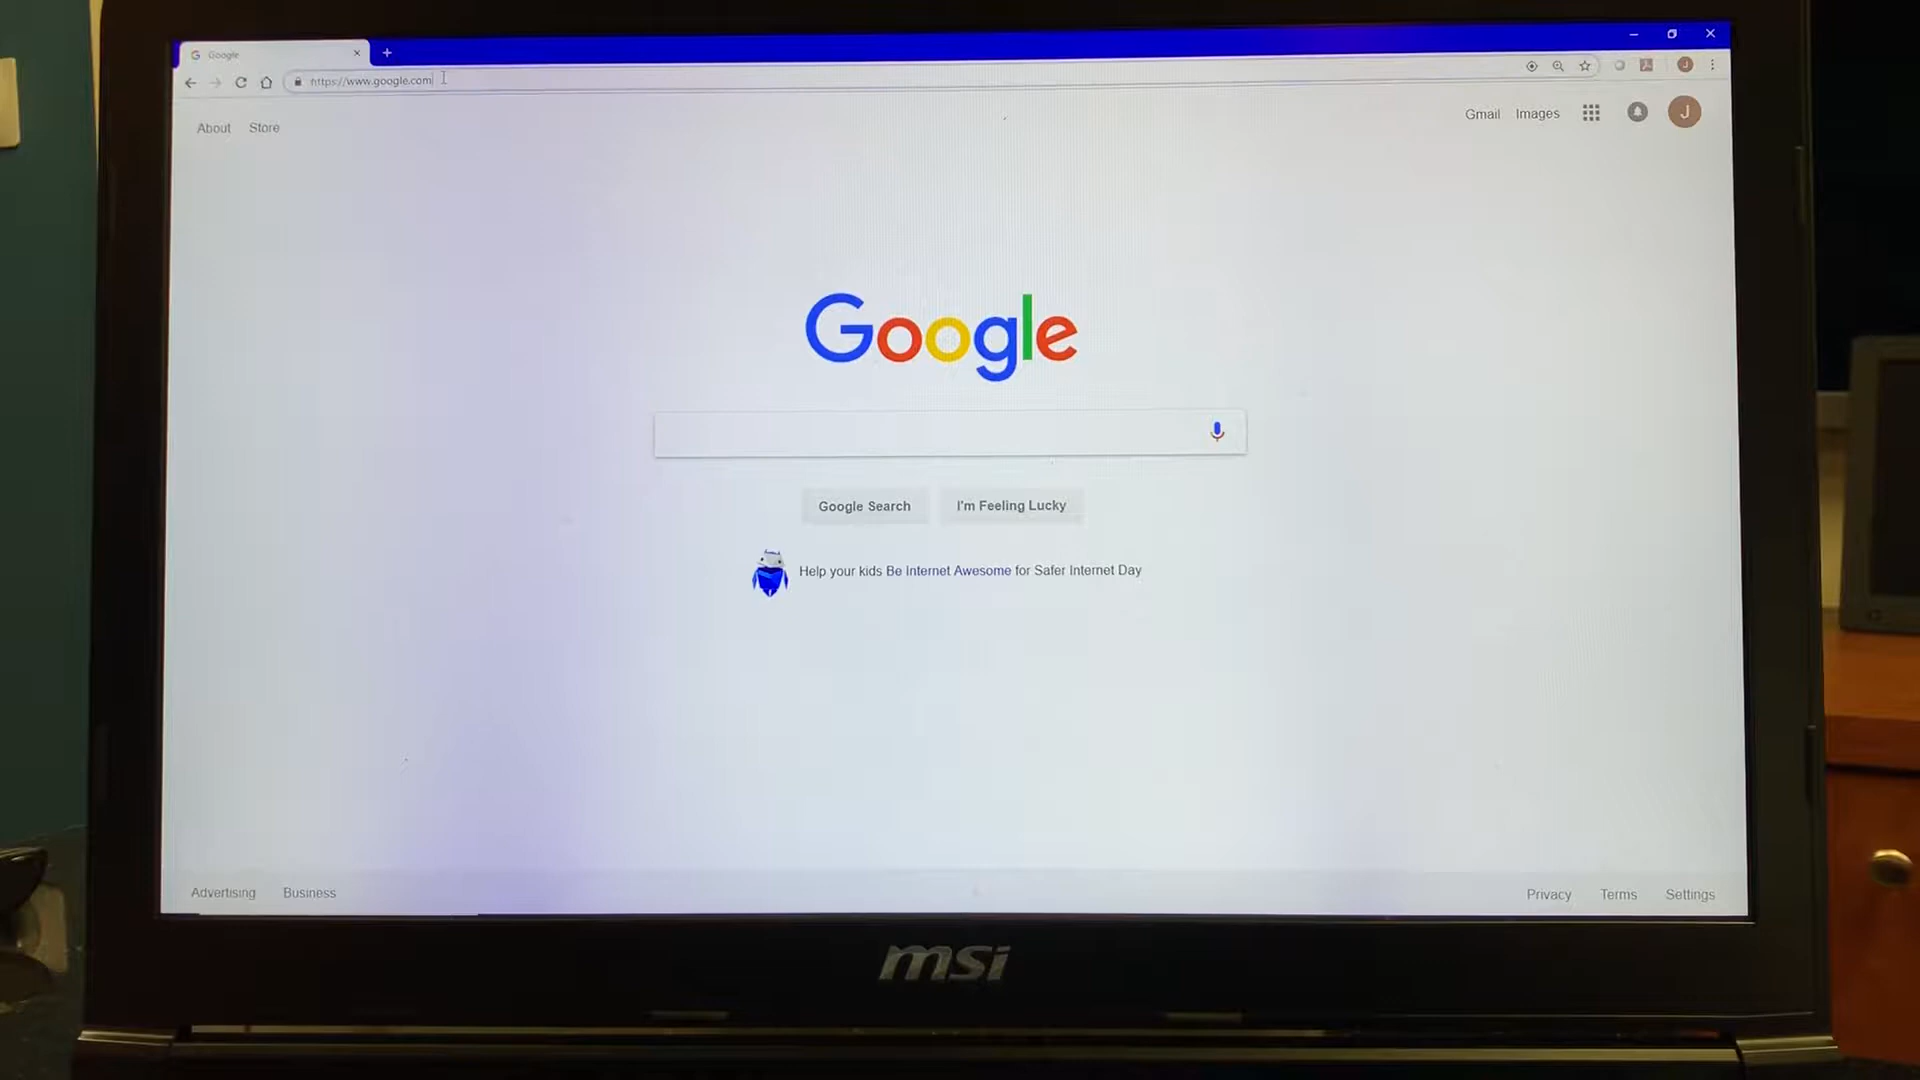 Google
https://www.google.com
About Store
Gmail Images J
Google
Google Search I'm Feeling Lucky
Help your kids Be Internet Awesome for Safer Internet Day
Advertising Business
Privacy Terms Settings
msi